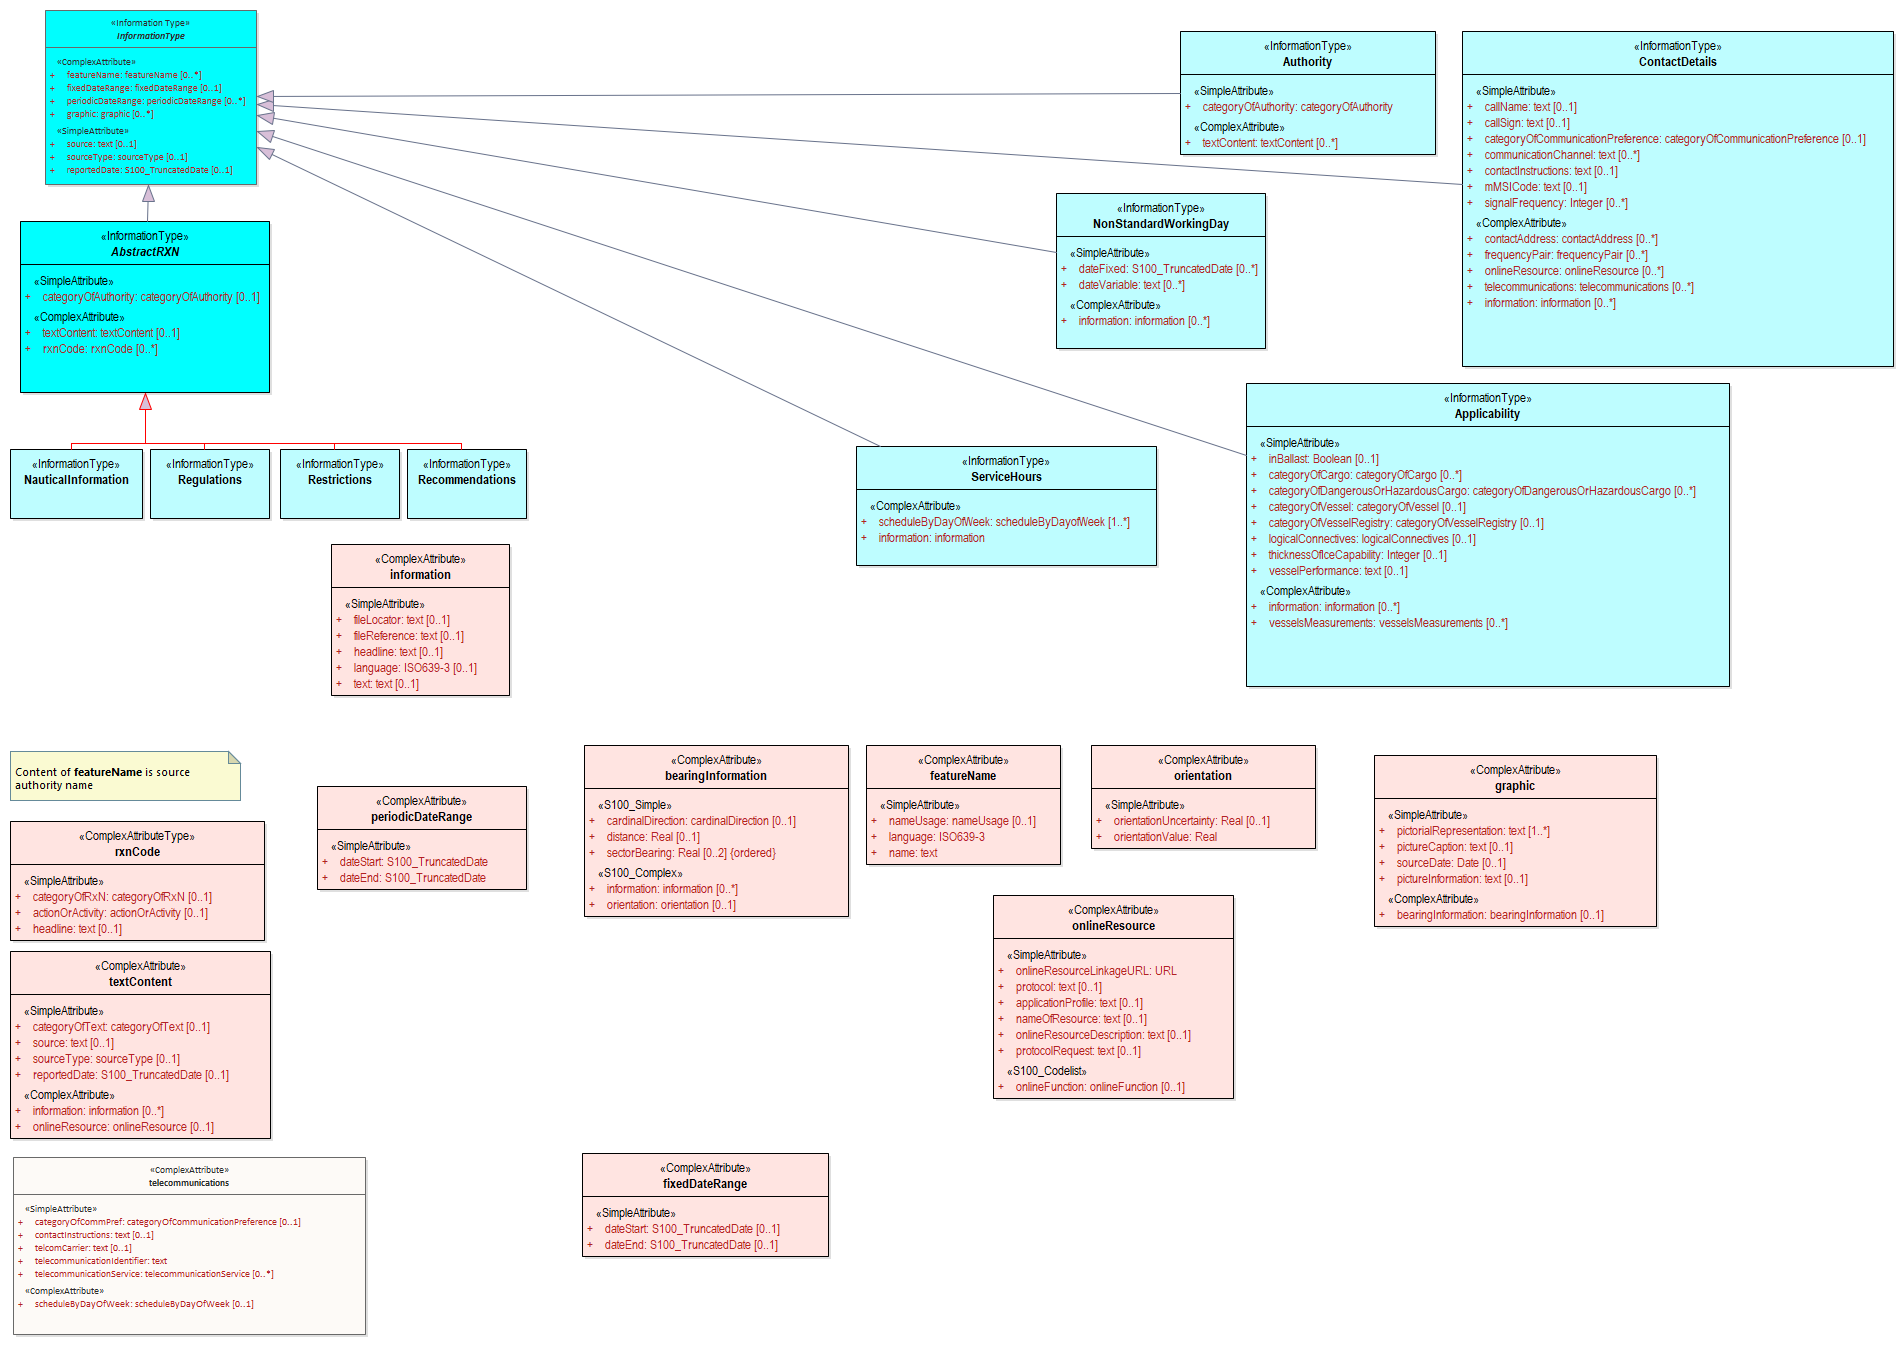 «Information Type»
InformationType
«ComplexAttribute»
+ featureName: featureName [0..*]
+ fixedDateRange: fixedDateRange [0..1]
+ periodicDateRange: periodicDateRange [0..*]
+ graphic: graphic [0..*]
«SimpleAttribute»
+ source: text [0..1]
+ sourceType: sourceType [0..1]
+ reportedDate: S100_TruncatedDate [0..1]
«InformationType»
Authority
«SimpleAttribute»
+ categoryOfAuthority: categoryOfAuthority
«ComplexAttribute»
+ textContent: textContent [0..*]
«InformationType»
ContactDetails
«SimpleAttribute»
+ callName: text [0..1]
+ callSign: text [0..1]
+ categoryOfCommunicationPreference: categoryOfCommunicationPreference [0..1]
+ communicationChannel: text [0..*]
+ contactInstructions: text [0..1]
+ mMSICode: text [0..1]
+ signalFrequency: Integer [0..*]
«ComplexAttribute»
+ contactAddress: contactAddress [0..*]
+ frequencyPair: frequencyPair [0..*]
+ onlineResource: onlineResource [0..*]
+ telecommunications: telecommunications [0..*]
+ information: information [0..*]
«InformationType»
NonStandardWorkingDay
«SimpleAttribute»
+ dateFixed: S100_TruncatedDate [0..*]
+ dateVariable: text [0..*]
«ComplexAttribute»
+ information: information [0..*]
«InformationType»
AbstractRXN
«SimpleAttribute»
+ categoryOfAuthority: categoryOfAuthority [0..1]
«ComplexAttribute»
+ textContent: textContent [0..1]
+ rxnCode: rxnCode [0..*]
«InformationType»
NauticalInformation
«InformationType»
Regulations
«InformationType»
Restrictions
«InformationType»
Recommendations
«InformationType»
ServiceHours
«ComplexAttribute»
+ scheduleByDayOfWeek: scheduleByDayofWeek [1..*]
+ information: information
«InformationType»
Applicability
«SimpleAttribute»
+ inBallast: Boolean [0..1]
+ categoryOfCargo: categoryOfCargo [0..*]
+ categoryOfDangerousOrHazardousCargo: categoryOfDangerousOrHazardousCargo [0..*]
+ categoryOfVessel: categoryOfVessel [0..1]
+ categoryOfVesselRegistry: categoryOfVesselRegistry [0..1]
+ logicalConnectives: logicalConnectives [0..1]
+ thicknessOfIceCapability: Integer [0..1]
+ vesselPerformance: text [0..1]
«ComplexAttribute»
+ information: information [0..*]
+ vesselsMeasurements: vesselsMeasurements [0..*]
«ComplexAttribute»
information
«SimpleAttribute»
+ fileLocator: text [0..1]
+ fileReference: text [0..1]
+ headline: text [0..1]
+ language: ISO639-3 [0..1]
+ text: text [0..1]
Content of featureName is source
authority name
«ComplexAttribute»
periodicDateRange
«SimpleAttribute»
+ dateStart: S100_TruncatedDate
+ dateEnd: S100_TruncatedDate
«ComplexAttribute»
bearingInformation
«S100_Simple»
+ cardinalDirection: cardinalDirection [0..1]
+ distance: Real [0..1]
+ sectorBearing: Real [0..2] {ordered}
«S100_Complex»
+ information: information [0..*]
+ orientation: orientation [0..1]
«ComplexAttribute»
featureName
«SimpleAttribute»
+ nameUsage: nameUsage [0..1]
+ language: ISO639-3
+ name: text
«ComplexAttribute»
orientation
«SimpleAttribute»
+ orientationUncertainty: Real [0..1]
+ orientationValue: Real
«ComplexAttribute»
graphic
«SimpleAttribute»
+ pictorialRepresentation: text [1..*]
+ pictureCaption: text [0..1]
+ sourceDate: Date [0..1]
+ pictureInformation: text [0..1]
«ComplexAttribute»
+ bearingInformation: bearingInformation [0..1]
«ComplexAttributeType»
rxnCode
«SimpleAttribute»
+ categoryOfRxN: categoryOfRxN [0..1]
+ actionOrActivity: actionOrActivity [0..1]
+ headline: text [0..1]
«ComplexAttribute»
onlineResource
«SimpleAttribute»
+ onlineResourceLinkageURL: URL
+ protocol: text [0..1]
+ applicationProfile: text [0..1]
+ nameOfResource: text [0..1]
+ onlineResourceDescription: text [0..1]
+ protocolRequest: text [0..1]
«S100_Codelist»
+ onlineFunction: onlineFunction [0..1]
«ComplexAttribute»
textContent
«SimpleAttribute»
+ categoryOfText: categoryOfText [0..1]
+ source: text [0..1]
+ sourceType: sourceType [0..1]
+ reportedDate: S100_TruncatedDate [0..1]
«ComplexAttribute»
+ information: information [0..*]
+ onlineResource: onlineResource [0..1]
«ComplexAttribute»
telecommunications
«SimpleAttribute»
+ categoryOfCommPref: categoryOfCommunicationPreference [0..1]
+ contactInstructions: text [0..1]
+ telcomCarrier: text [0..1]
+ telecommunicationIdentifier: text
+ telecommunicationService: telecommunicationService [0..*]
«ComplexAttribute»
+ scheduleByDayOfWeek: scheduleByDayOfWeek [0..1]
«ComplexAttribute»
fixedDateRange
«SimpleAttribute»
+ dateStart: S100_TruncatedDate [0..1]
+ dateEnd: S100_TruncatedDate [0..1]